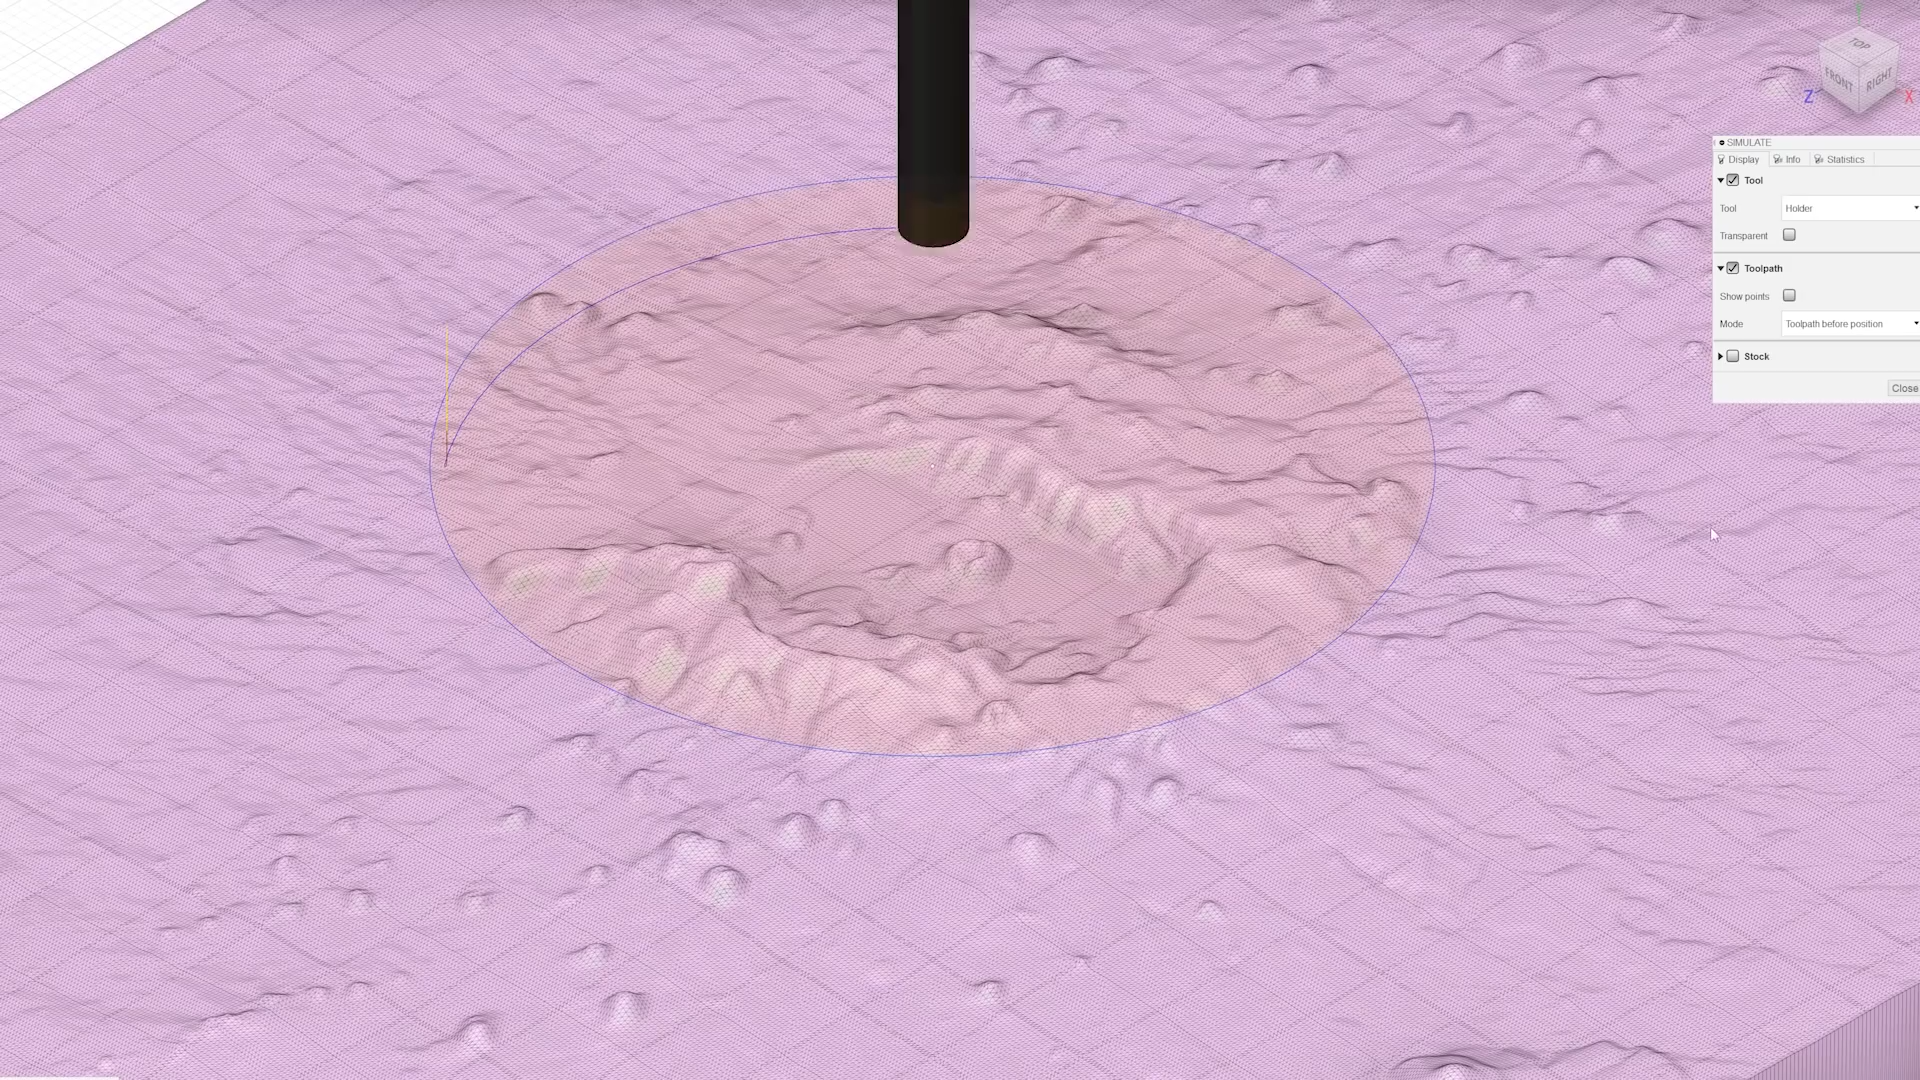 TOP
FRONT
RIGHT
Z
X
SIMULATE
Display Info Statistics
Tool
Tool Holder
Transparent
Toolpath
Show points
Mode Toolpath before position
Stock
Close